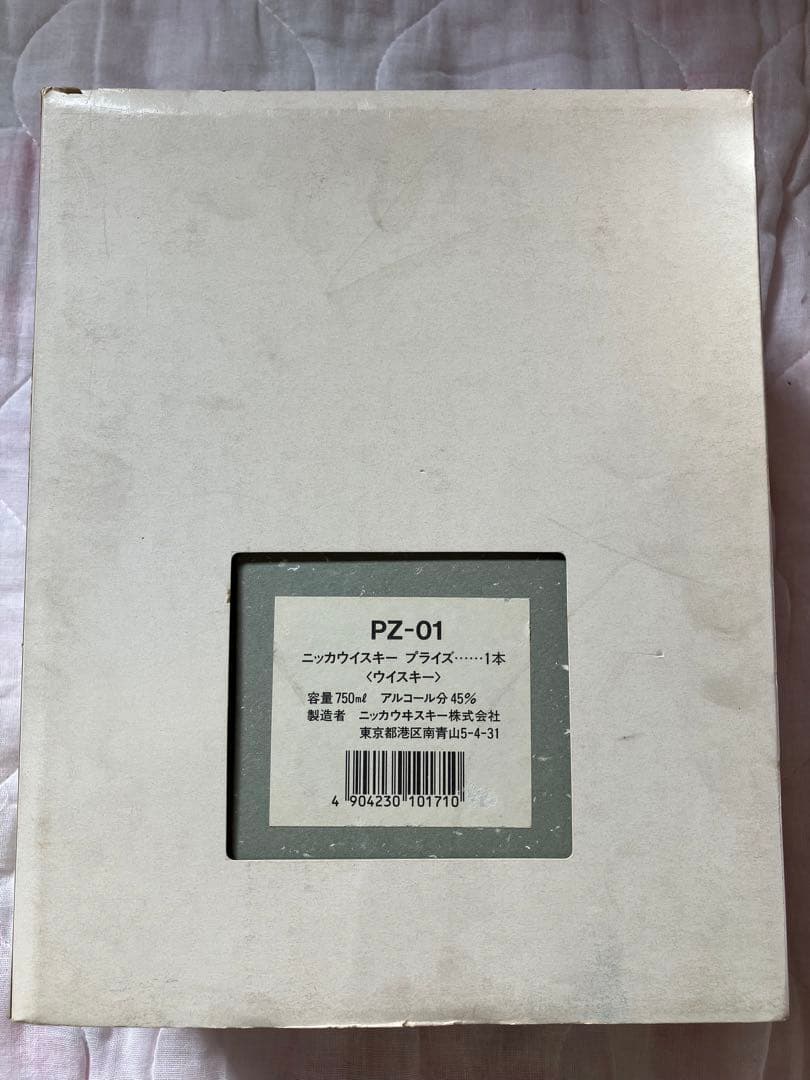 PZ-01
ニッカウイスキー プライズ……1本
〈ウイスキー〉
容量750㎖ アルコール分45%
製造者 ニッカウヰスキー株式会社
東京都港区南青山5-4-31
4 904230 101710